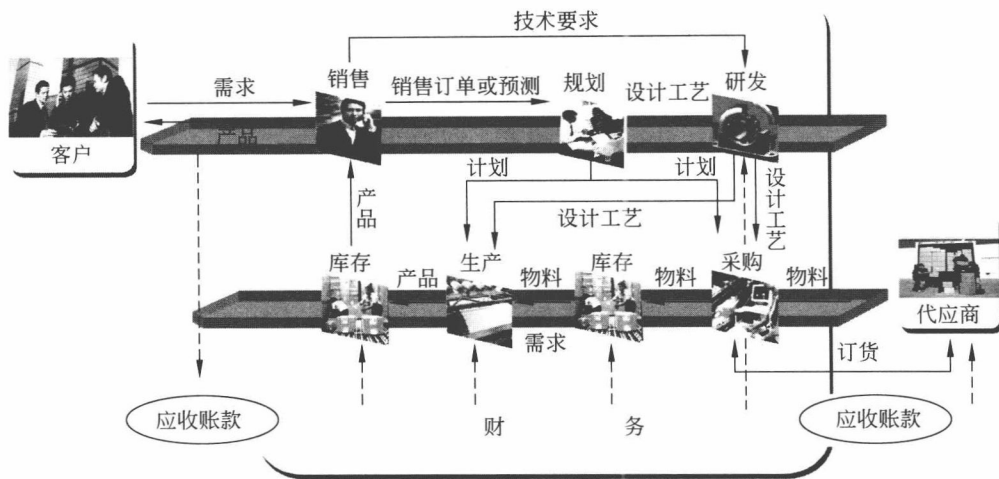 技术要求
需求
销售
销售订单或预测
规划
设计工艺
研发
产品
客户
计划
计划
设计工艺
产品
设计工艺
库存
产品
生产
物料
库存
物料
采购
物料
代应商
需求
订货
应收账款
财
务
应收账款